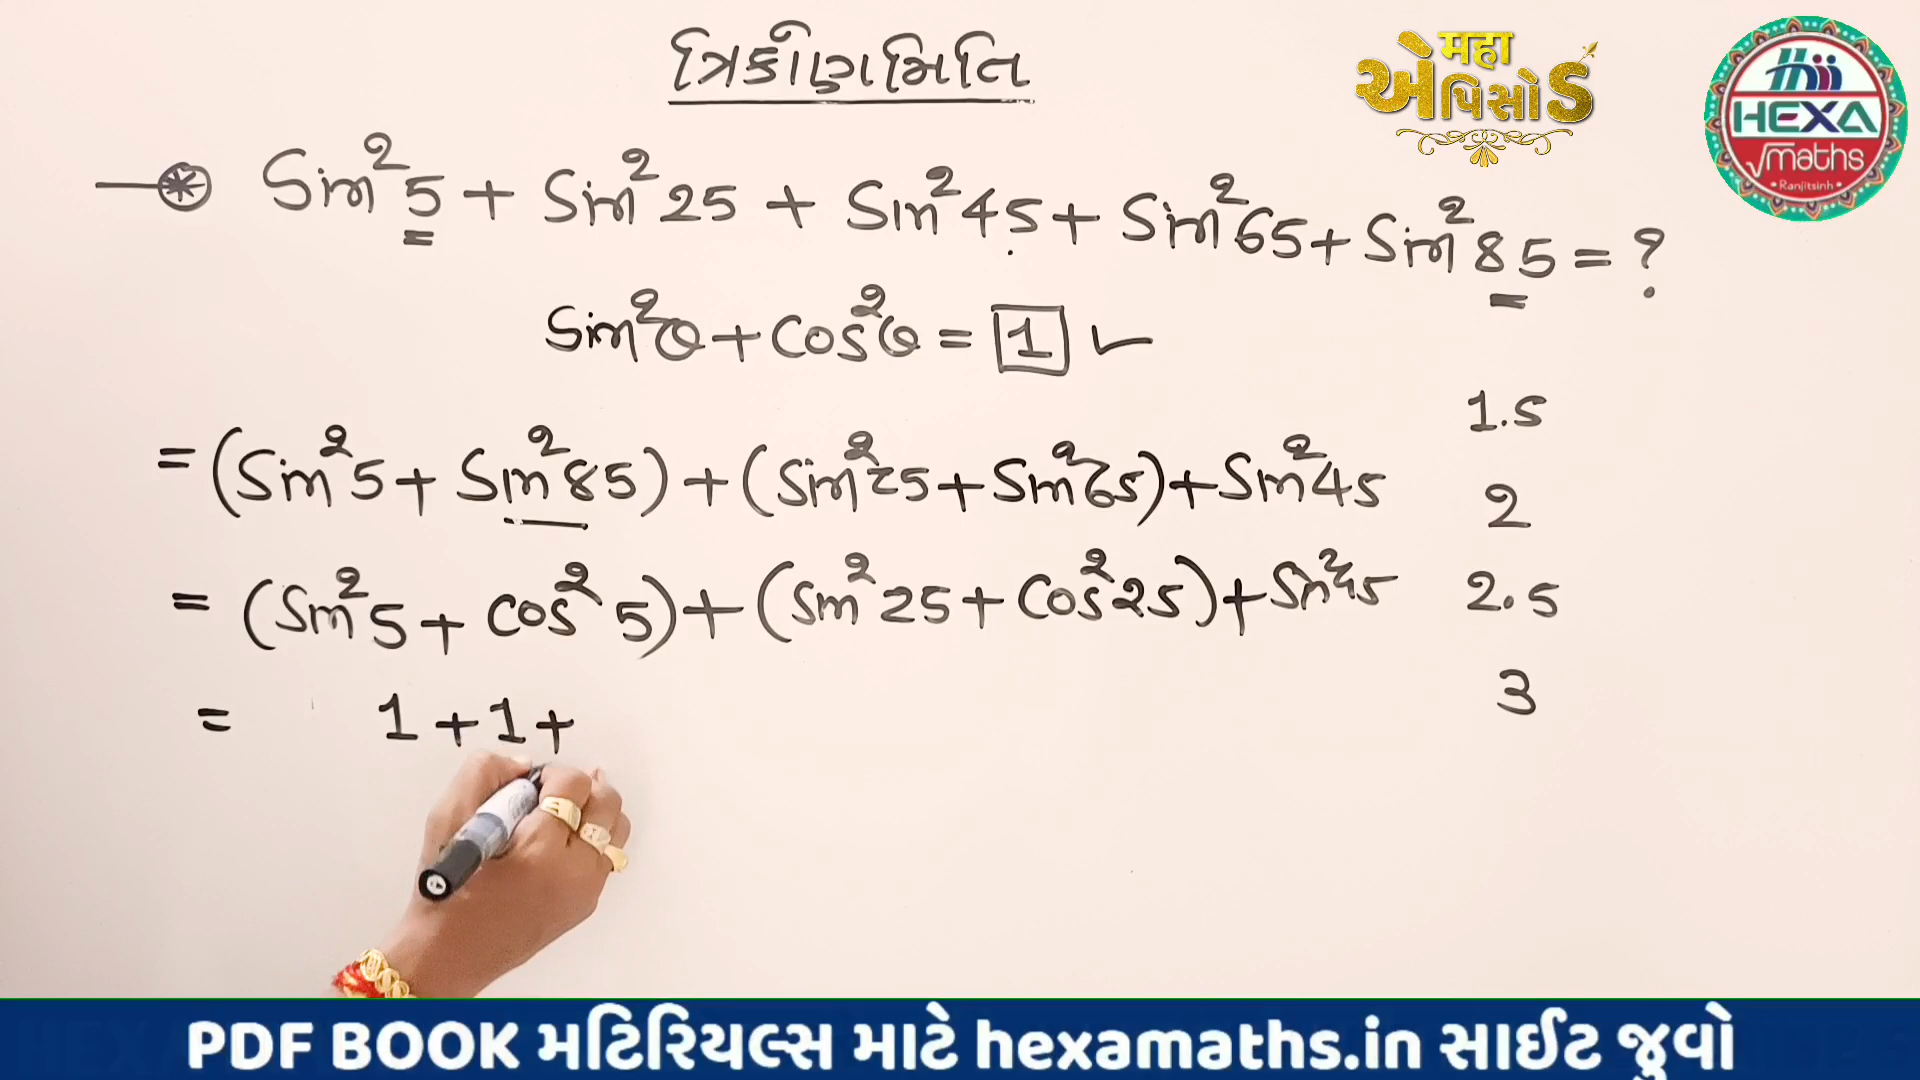 ત્રિકોણમિતિ
महा
એપિસોડ
HEXA
√maths
Ranjitsinh
Sin²5 + Sin²25 + Sin²45 + Sin²65 + Sin²85 = ?
Sin²θ + Cos²θ = 1 ✓
1.5
= (Sin²5 + Sin²85) + (Sin²25 + Sin²65) + Sin²45
2
= (Sin²5 + Cos²5) + (Sin²25 + Cos²25) + Sin²45
2.5
= 1 + 1 +
3
PDF BOOK મટિરિયલ્સ માટે hexamaths.in સાઈટ જુવો